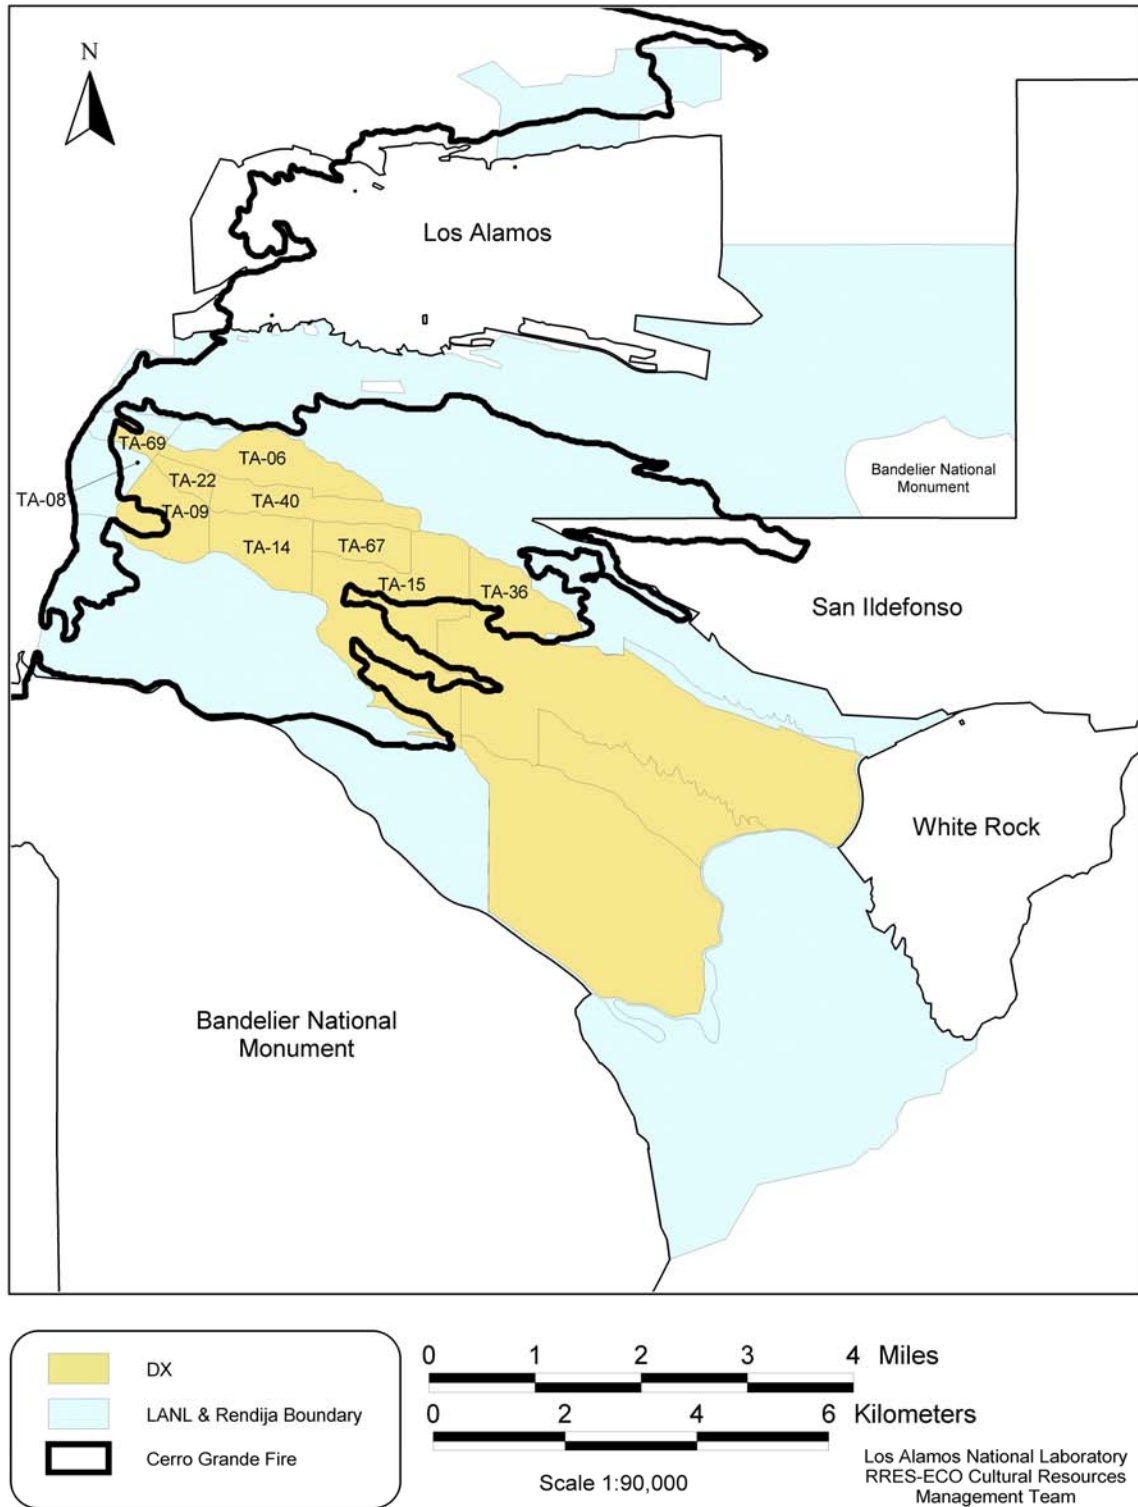 N
Los Alamos
Bandelier National
Monument
TA-69
TA-06
TA-22
TA-08
TA-40
TA-09
TA-14
TA-67
TA-15
TA-36
San Ildefonso
White Rock
Bandelier National
Monument
DX
LANL & Rendija Boundary
Cerro Grande Fire
0 1 2 3 4 Miles
0 2 4 6 Kilometers
Scale 1:90,000
Los Alamos National Laboratory
RRES-ECO Cultural Resources
Management Team